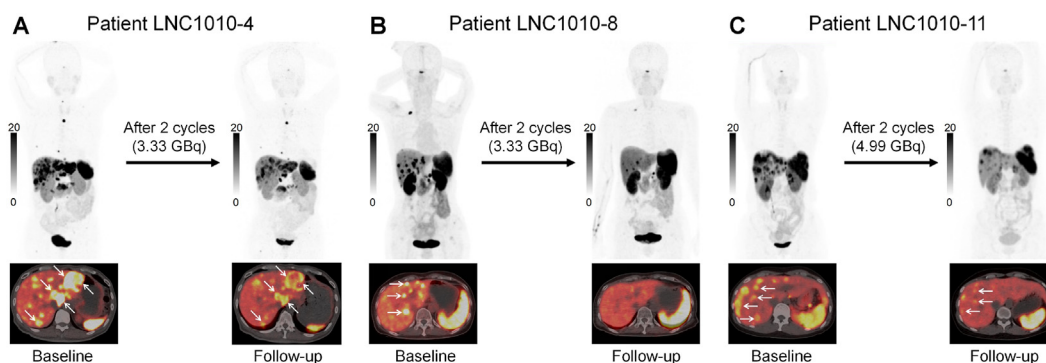 A Patient LNC1010-4
20
0
After 2 cycles
(3.33 GBq)
20
0
Baseline
Follow-up
B Patient LNC1010-8
20
0
After 2 cycles
(3.33 GBq)
20
0
Baseline
Follow-up
C Patient LNC1010-11
20
0
After 2 cycles
(4.99 GBq)
20
0
Baseline
Follow-up